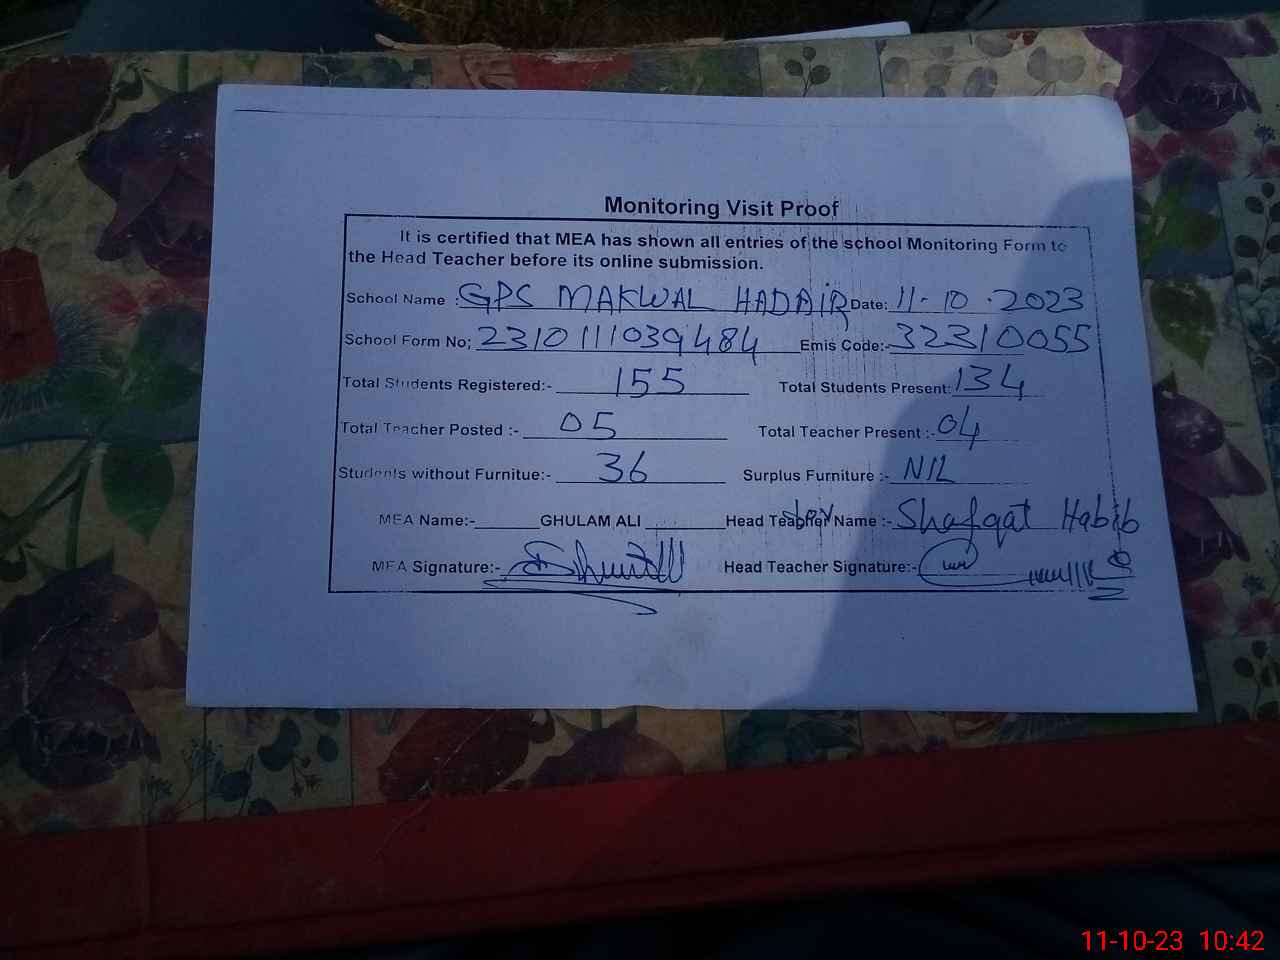 Monitoring Visit Proof
It is certified that MEA has shown all entries of the school Monitoring Form to
the Head Teacher before its online submission.
School Name : GPS MAKWAL HADAIR Date: 11-10-2023
School Form No; 2310111039484 Emis Code:- 32310055
Total Students Registered:- 155 Total Students Present: 134
Total Teacher Posted :- 05 Total Teacher Present :- 04
Students without Furnitue:- 36 Surplus Furniture :- NIL
MEA Name:- GHULAM ALI Head Teacher Name :- Shafqat Habib
MEA Signature:- Head Teacher Signature:-
11-10-23 10:42